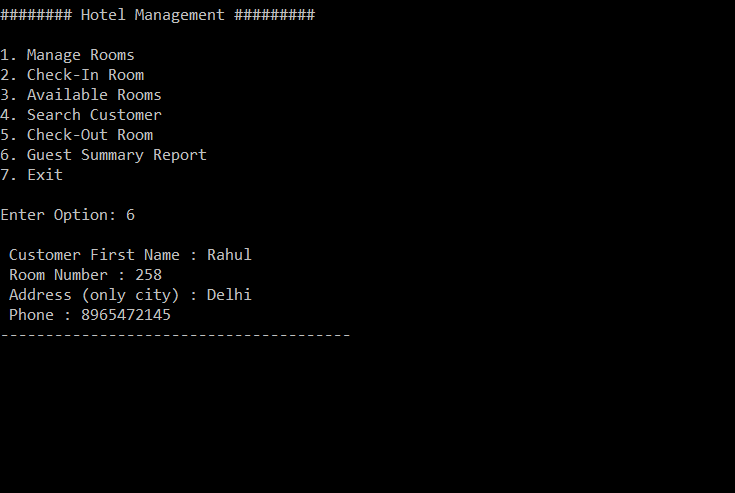 ######## Hotel Management #########
1. Manage Rooms
2. Check-In Room
3. Available Rooms
4. Search Customer
5. Check-Out Room
6. Guest Summary Report
7. Exit
Enter Option: 6
Customer First Name : Rahul
Room Number : 258
Address (only city) : Delhi
Phone : 8965472145
---------------------------------------